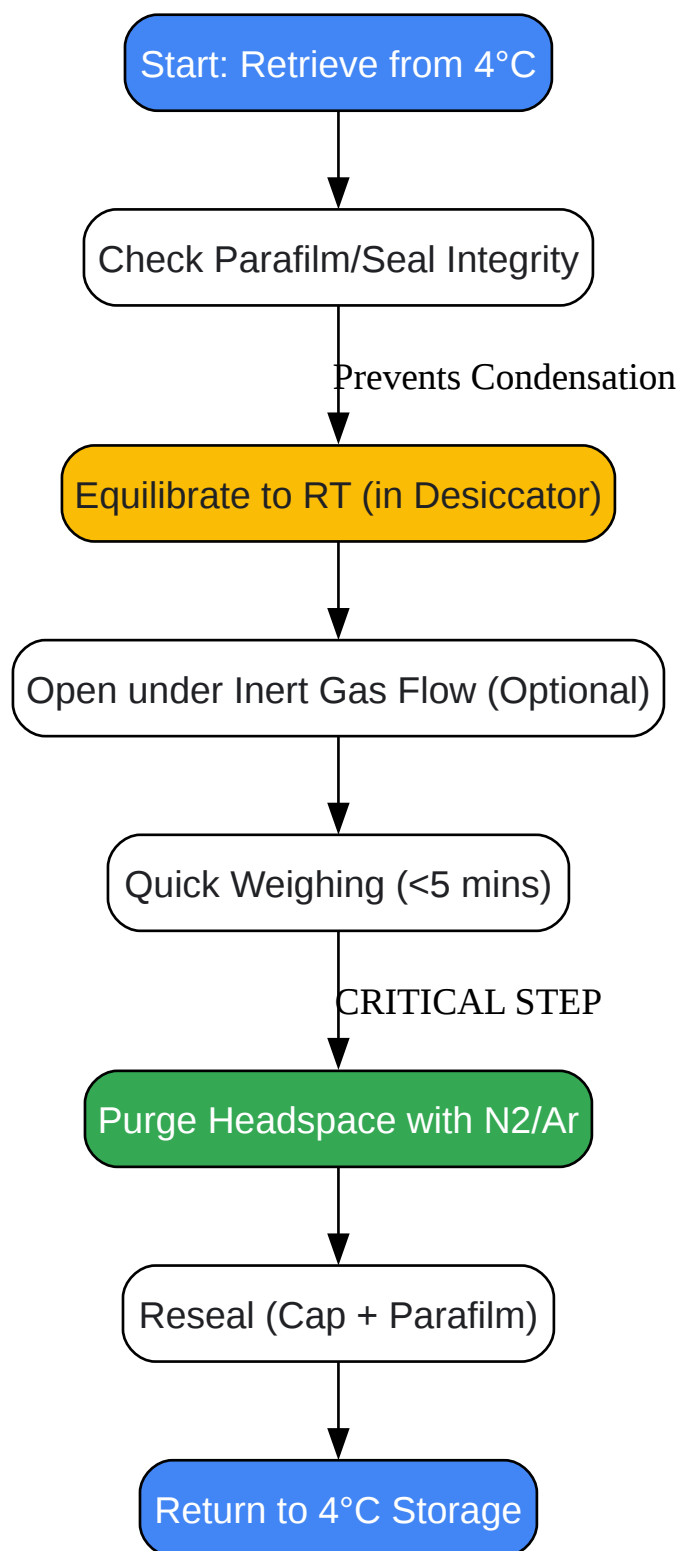 Start: Retrieve from 4°C
Check Parafilm/Seal Integrity
Prevents Condensation
Equilibrate to RT (in Desiccator)
Open under Inert Gas Flow (Optional)
Quick Weighing (<5 mins)
CRITICAL STEP
Purge Headspace with N2/Ar
Reseal (Cap + Parafilm)
Return to 4°C Storage